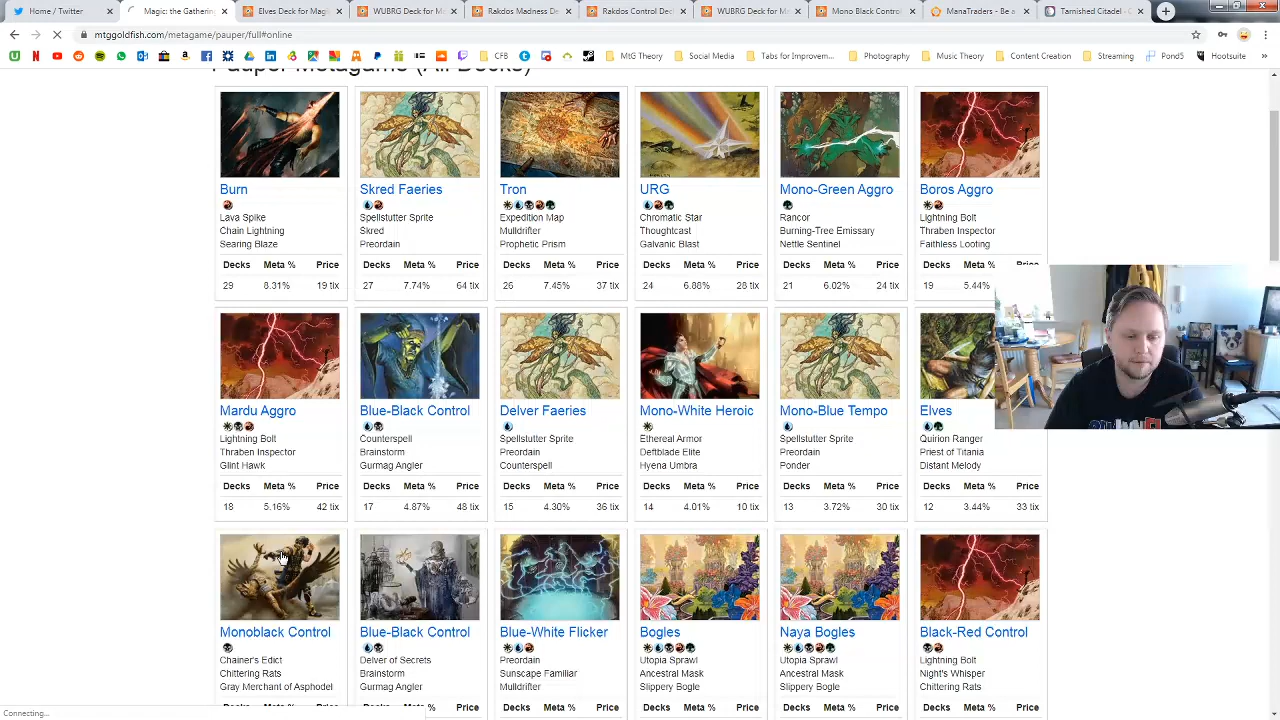 Home / Twitter
Magic: the Gathering
Elves Deck for Magi
WUBRG Deck for Mo
Rakdos Madness De
Rakdos Control Dec
WUBRG Deck for Mo
Mono Black Control
ManaTraders - Be a
Tarnished Citadel - C
mtggoldfish.com/metagame/pauper/full#online
CFB
MtG Theory
Social Media
Tabs for Improvem...
Photography
Music Theory
Content Creation
Streaming
Pond5
Hootsuite
Pauper Metagame (All Decks)
Burn
Lava Spike
Chain Lightning
Searing Blaze
Decks Meta % Price
29 8.31% 19 tix
Skred Faeries
Spellstutter Sprite
Skred
Preordain
Decks Meta % Price
27 7.74% 64 tix
Tron
Expedition Map
Mulldrifter
Prophetic Prism
Decks Meta % Price
26 7.45% 37 tix
URG
Chromatic Star
Thoughtcast
Galvanic Blast
Decks Meta % Price
24 6.88% 28 tix
Mono-Green Aggro
Rancor
Burning-Tree Emissary
Nettle Sentinel
Decks Meta % Price
21 6.02% 24 tix
Boros Aggro
Lightning Bolt
Thraben Inspector
Faithless Looting
Decks Meta % Price
19 5.44%
Mardu Aggro
Lightning Bolt
Thraben Inspector
Glint Hawk
Decks Meta % Price
18 5.16% 42 tix
Blue-Black Control
Counterspell
Brainstorm
Gurmag Angler
Decks Meta % Price
17 4.87% 48 tix
Delver Faeries
Spellstutter Sprite
Preordain
Counterspell
Decks Meta % Price
15 4.30% 36 tix
Mono-White Heroic
Ethereal Armor
Deftblade Elite
Hyena Umbra
Decks Meta % Price
14 4.01% 10 tix
Mono-Blue Tempo
Spellstutter Sprite
Preordain
Ponder
Decks Meta % Price
13 3.72% 30 tix
Elves
Quirion Ranger
Priest of Titania
Distant Melody
Decks Meta % Price
12 3.44% 33 tix
Monoblack Control
Chainer's Edict
Chittering Rats
Gray Merchant of Asphodel
Blue-Black Control
Delver of Secrets
Brainstorm
Gurmag Angler
Blue-White Flicker
Preordain
Sunscape Familiar
Mulldrifter
Bogles
Utopia Sprawl
Ancestral Mask
Slippery Bogle
Naya Bogles
Utopia Sprawl
Ancestral Mask
Slippery Bogle
Black-Red Control
Lightning Bolt
Night's Whisper
Chittering Rats
Connecting...